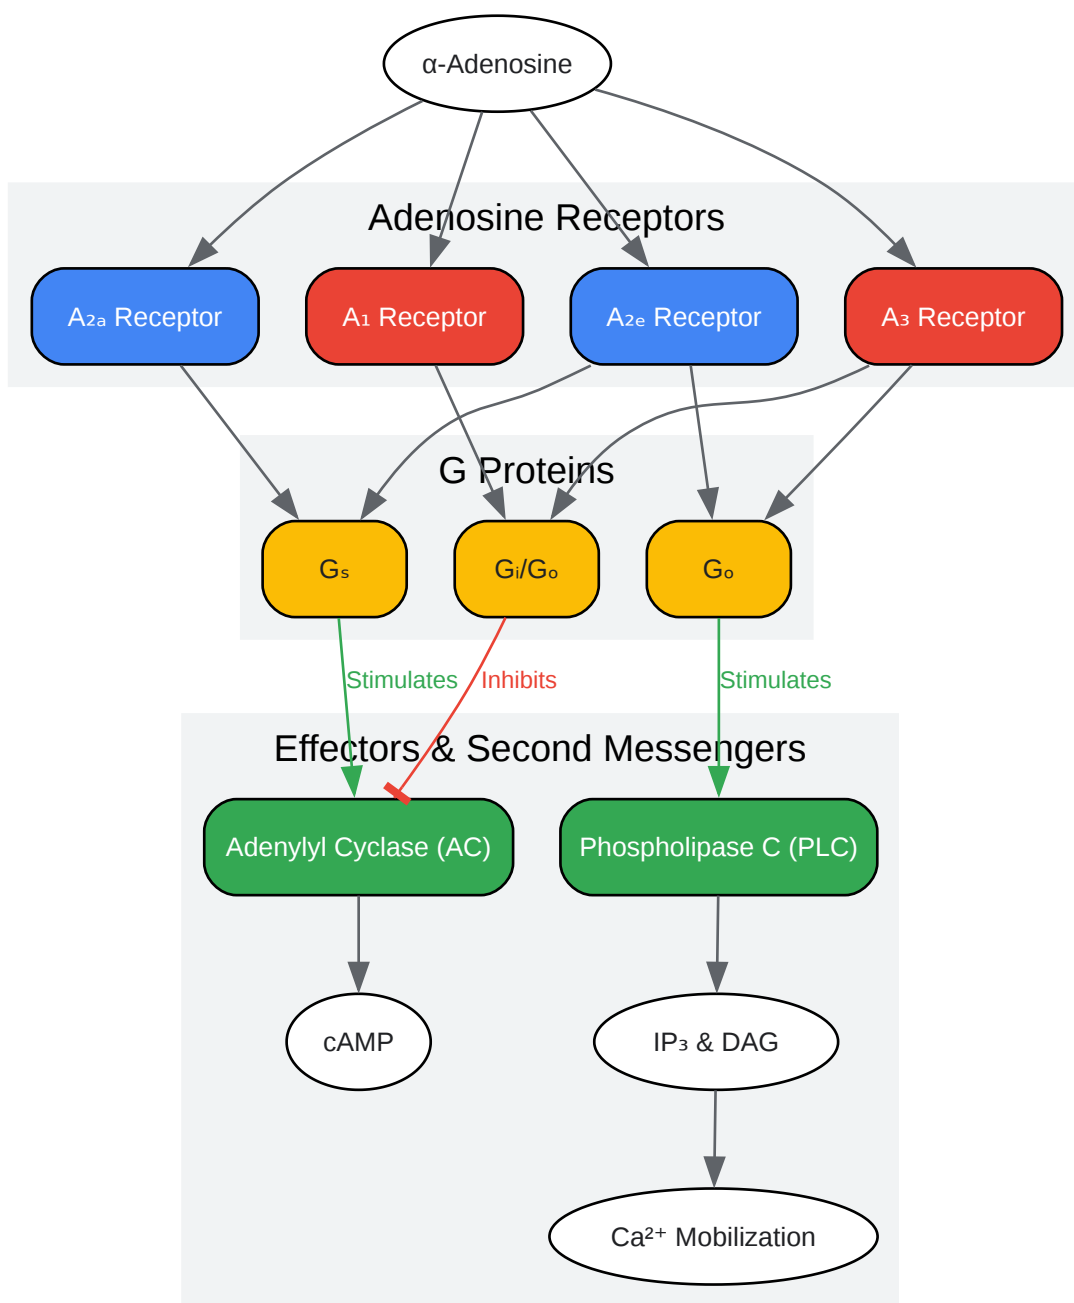 α-Adenosine
Adenosine Receptors
A₂ₐ Receptor
A₁ Receptor
A₂ₑ Receptor
A₃ Receptor
G Proteins
Gₛ
Gᵢ/Gₒ
Gₒ
Stimulates
Inhibits
Stimulates
Effectors & Second Messengers
Adenylyl Cyclase (AC)
Phospholipase C (PLC)
cAMP
IP₃ & DAG
Ca²⁺ Mobilization